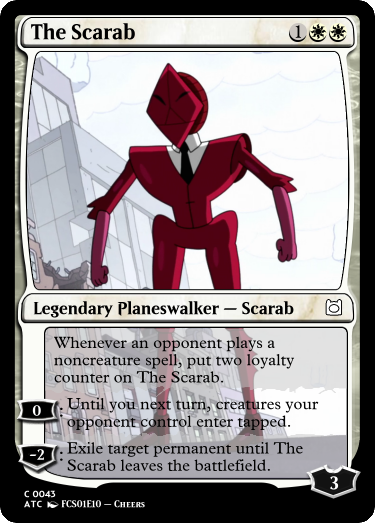 The Scarab 1
Legendary Planeswalker — Scarab
Whenever an opponent plays a
noncreature spell, put two loyalty
counter on The Scarab.
0 : Until you next turn, creatures your
opponent control enter tapped.
-2 : Exile target permanent until The
Scarab leaves the battlefield.
3
C 0043
ATC FCS01E10 — Cheers